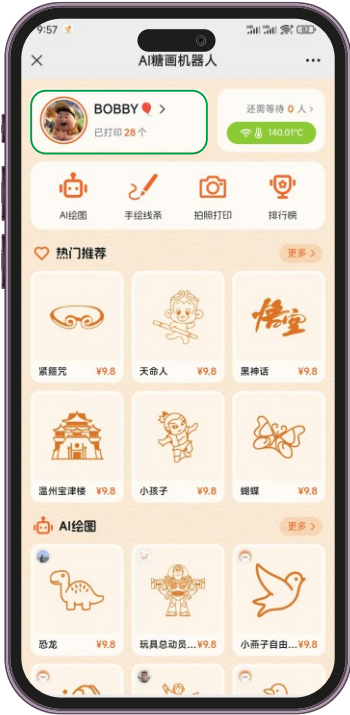 9:57
82
AI糖画机器人
BOBBY🎈 >
已打印 28 个
还需等待 0 人 >
140.01℃
AI绘图 手绘线条 拍照打印 排行榜
热门推荐 更多 >
悟空
紧箍咒 ¥9.8 天命人 ¥9.8 黑神话 ¥9.8
温州宝津楼 ¥9.8 小孩子 ¥9.8 蝴蝶 ¥9.8
AI绘图 更多 >
恐龙 ¥9.8 玩具总动员... ¥9.8 小燕子自由... ¥9.8